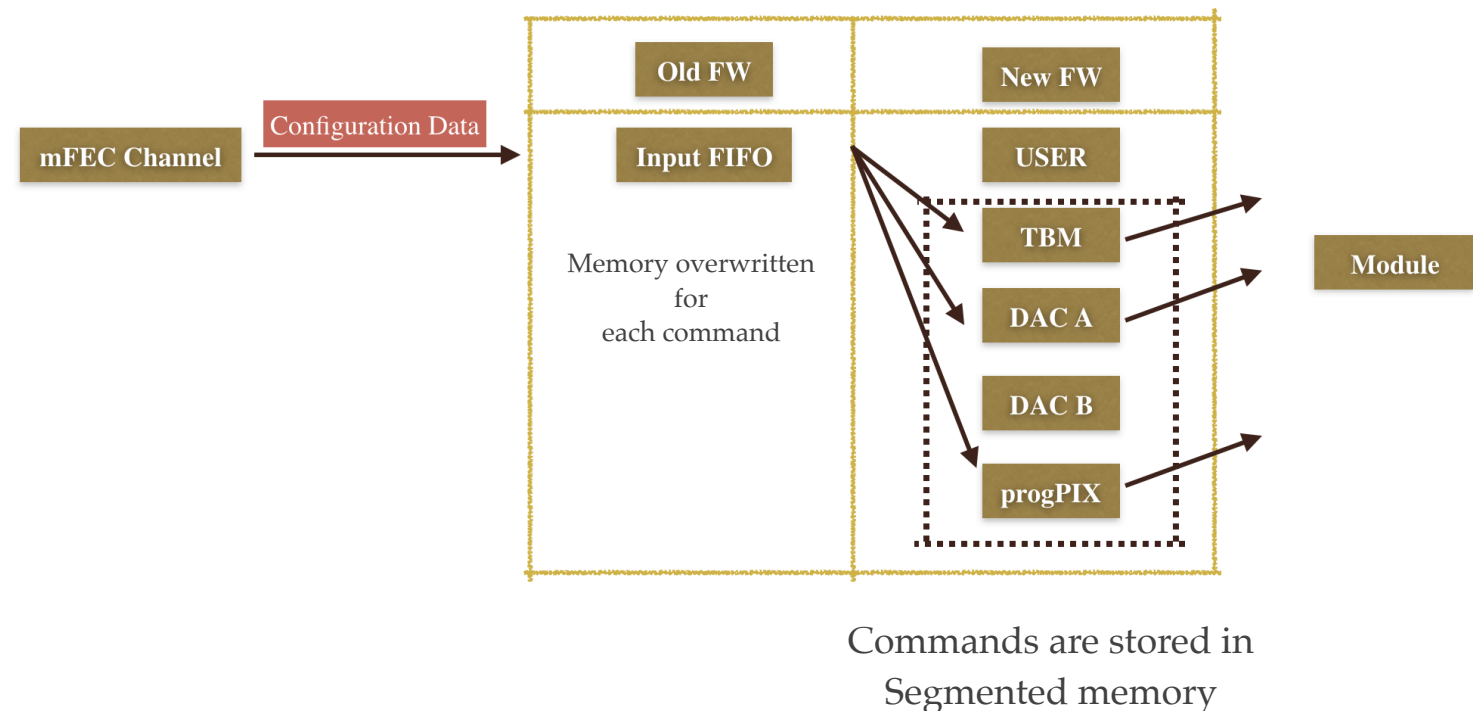 Old FW
New FW
Configuration Data
mFEC Channel
Input FIFO
USER
TBM
Module
Memory overwritten
for
each command
DAC A
DAC B
progPIX
Commands are stored in
Segmented memory